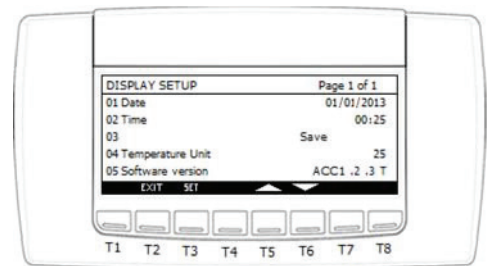 DISPLAY SETUP Page 1 of 1
01 Date 01/01/2013
02 Time 00:25
03 Save
04 Temperature Unit 25
05 Software version ACC1 .2 .3 T
EXIT SET
T1 T2 T3 T4 T5 T6 T7 T8